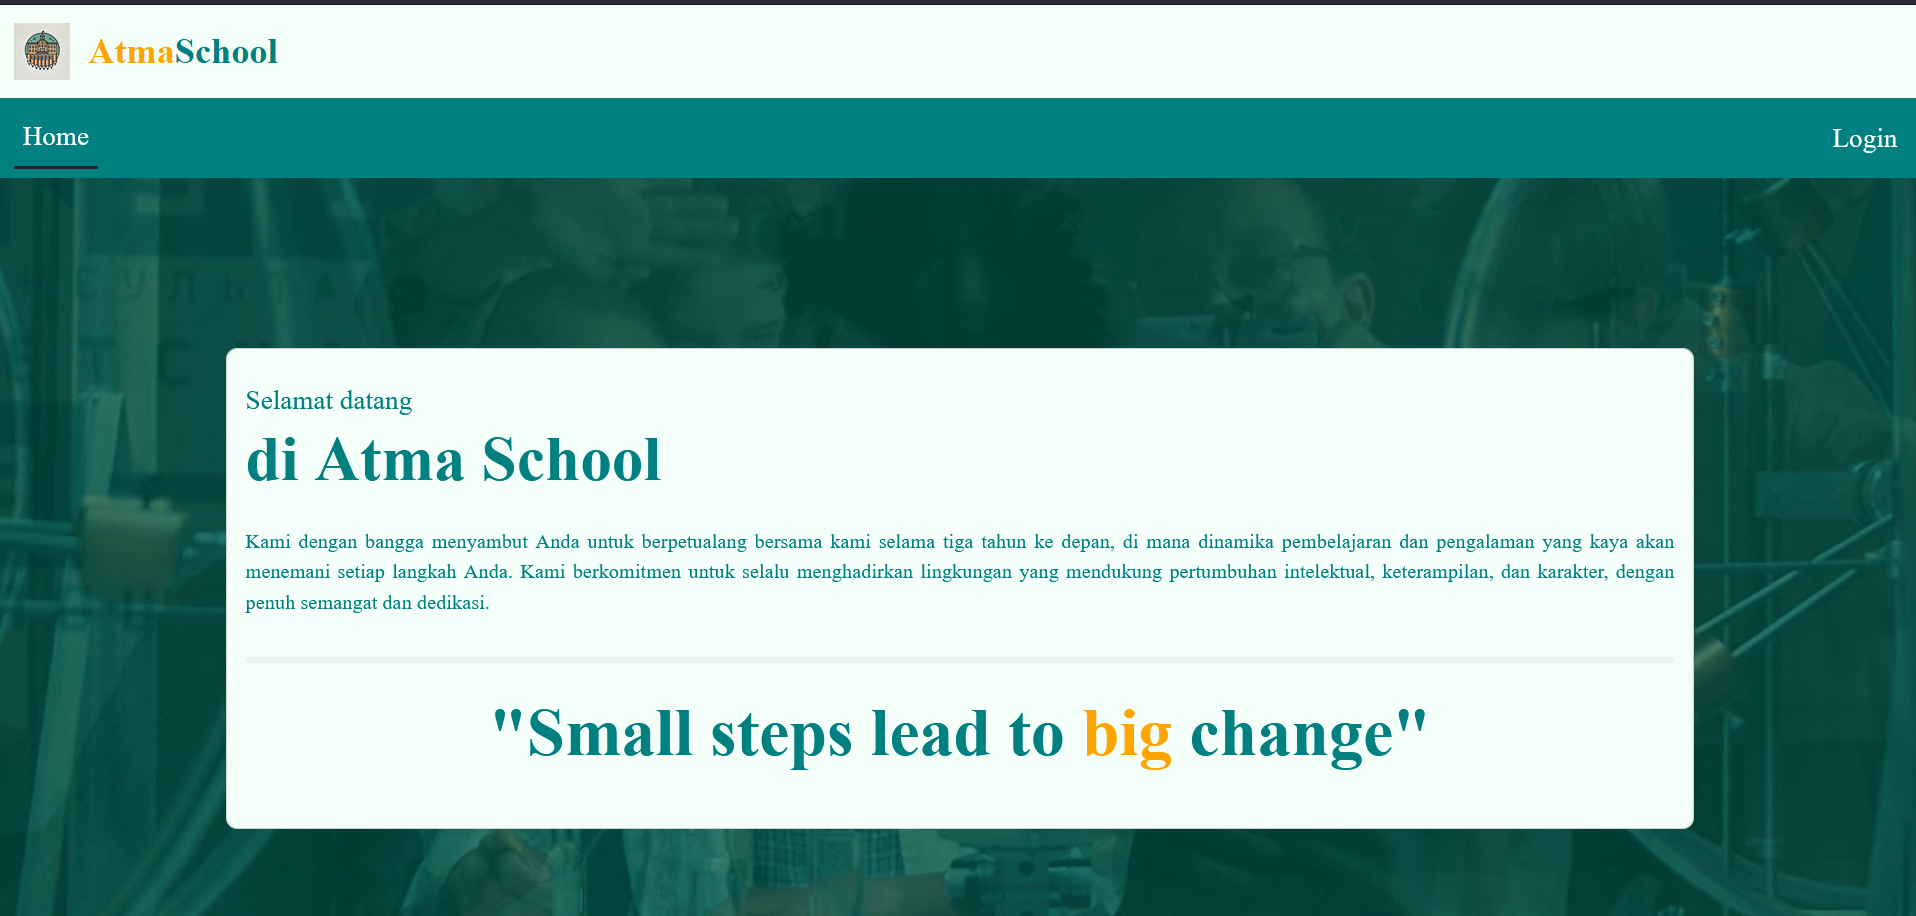 AtmaSchool
Home
Login
Selamat datang
di Atma School
Kami dengan bangga menyambut Anda untuk berpetualang bersama kami selama tiga tahun ke depan, di mana dinamika pembelajaran dan pengalaman yang kaya akan
menemani setiap langkah Anda. Kami berkomitmen untuk selalu menghadirkan lingkungan yang mendukung pertumbuhan intelektual, keterampilan, dan karakter, dengan
penuh semangat dan dedikasi.
"Small steps lead to big change"